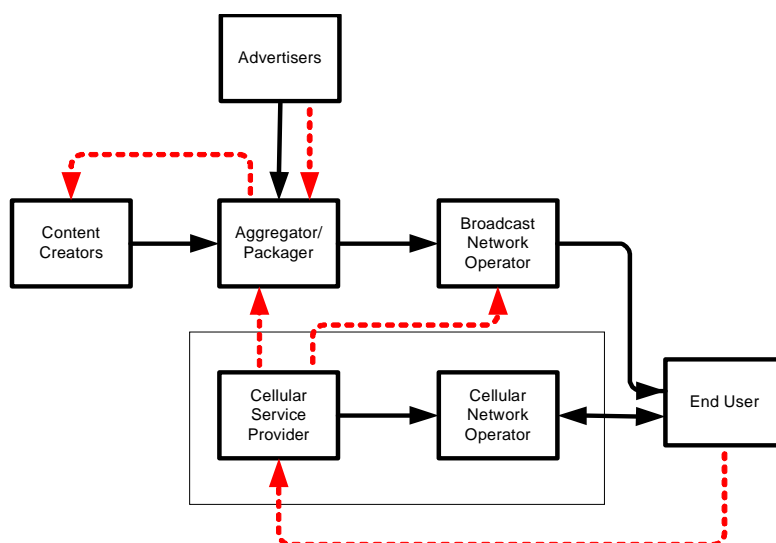 Advertisers
Content
Creators
Aggregator/
Packager
Broadcast
Network
Operator
Cellular
Service
Provider
Cellular
Network
Operator
End User